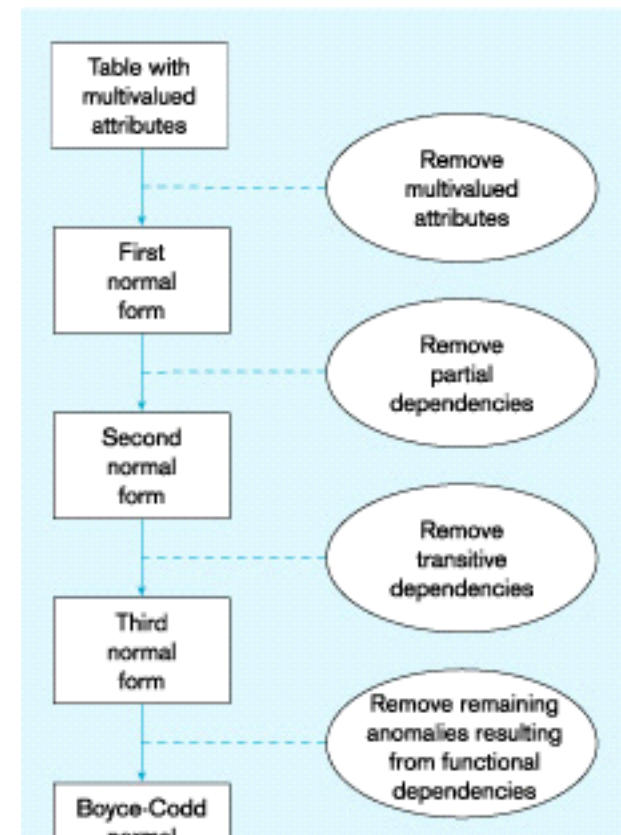 Table with
multivalued
attributes
Remove
multivalued
attributes
First
normal
form
Remove
partial
dependencies
Second
normal
form
Remove
transitive
dependencies
Third
normal
form
Remove remaining
anomalies resulting
from functional
dependencies
Boyce-Codd
normal